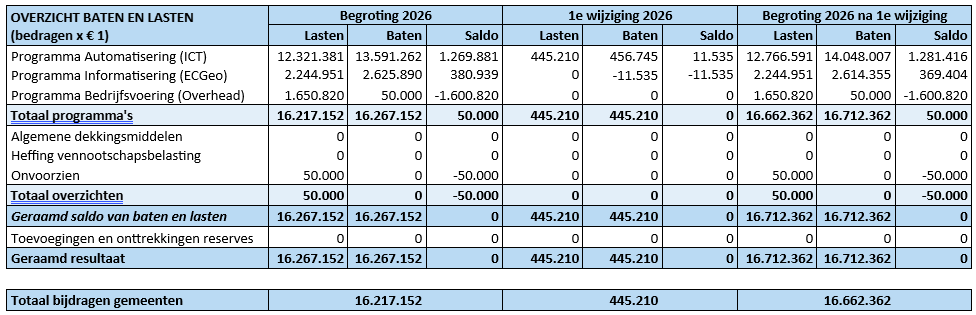 OVERZICHT BATEN EN LASTEN Begroting 2026 1e wijziging 2026 Begroting 2026 na 1e wijziging
(bedragen x € 1) Lasten Baten Saldo Lasten Baten Saldo Lasten Baten Saldo
Programma Automatisering (ICT) 12.321.381 13.591.262 1.269.881 445.210 456.745 11.535 12.766.591 14.048.007 1.281.416
Programma Informatisering (ECGeo) 2.244.951 2.625.890 380.939 0 -11.535 -11.535 2.244.951 2.614.355 369.404
Programma Bedrijfsvoering (Overhead) 1.650.820 50.000 -1.600.820 0 0 0 1.650.820 50.000 -1.600.820
Totaal programma's 16.217.152 16.267.152 50.000 445.210 445.210 0 16.662.362 16.712.362 50.000
Algemene dekkingsmiddelen 0 0 0 0 0 0 0 0 0
Heffing vennootschapsbelasting 0 0 0 0 0 0 0 0 0
Onvoorzien 50.000 0 -50.000 0 0 0 50.000 0 -50.000
Totaal overzichten 50.000 0 -50.000 0 0 0 50.000 0 -50.000
Geraamd saldo van baten en lasten 16.267.152 16.267.152 0 445.210 445.210 0 16.712.362 16.712.362 0
Toevoegingen en onttrekkingen reserves 0 0 0 0 0 0 0 0 0
Geraamd resultaat 16.267.152 16.267.152 0 445.210 445.210 0 16.712.362 16.712.362 0
Totaal bijdragen gemeenten 16.217.152 445.210 16.662.362